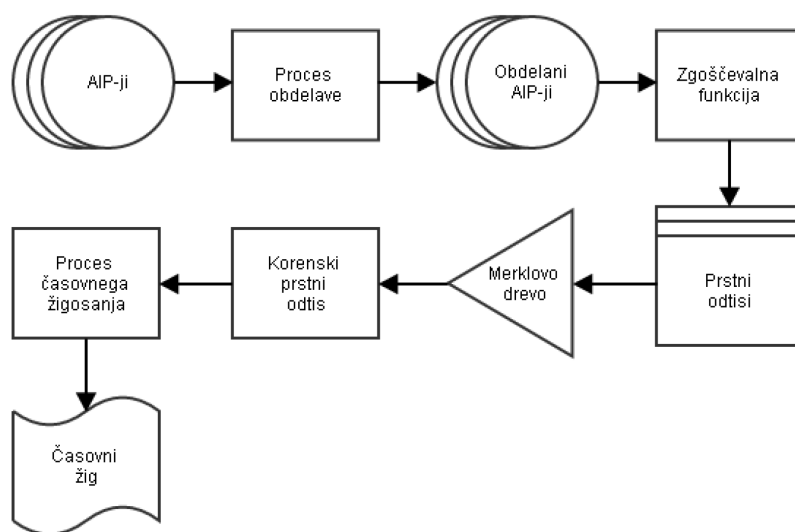 AIP-ji
Proces
obdelave
Obdelani
AIP-ji
Zgoščevalna
funkcija
Prstni
odtisi
Merklovo
drevo
Korenski
prstni
odtis
Proces
časovnega
žigosanja
Časovni
žig